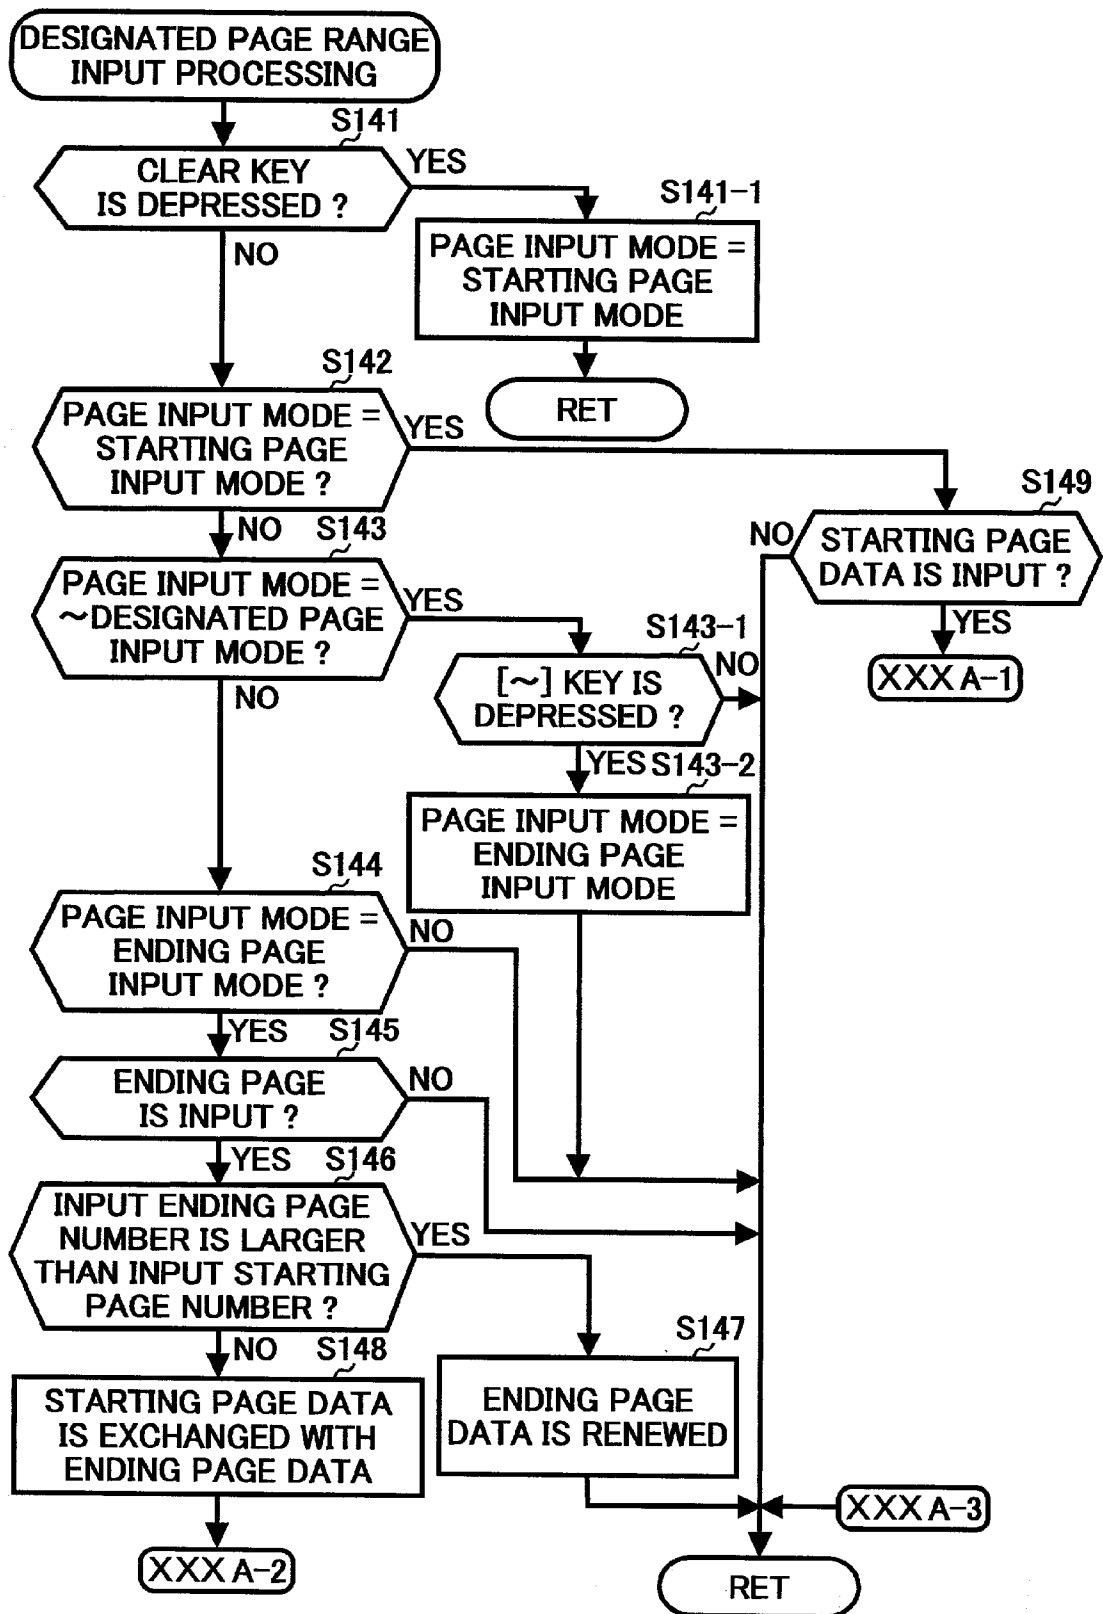 DESIGNATED PAGE RANGE
INPUT PROCESSING
S141
CLEAR KEY
IS DEPRESSED ?
YES
NO
S141-1
PAGE INPUT MODE =
STARTING PAGE
INPUT MODE
RET
S142
PAGE INPUT MODE =
STARTING PAGE
INPUT MODE ?
YES
NO
S149
STARTING PAGE
DATA IS INPUT ?
NO
YES
XXX A-1
S143
PAGE INPUT MODE =
~DESIGNATED PAGE
INPUT MODE ?
YES
NO
S143-1
[~] KEY IS
DEPRESSED ?
NO
YES
S143-2
PAGE INPUT MODE =
ENDING PAGE
INPUT MODE
S144
PAGE INPUT MODE =
ENDING PAGE
INPUT MODE ?
NO
YES
S145
ENDING PAGE
IS INPUT ?
NO
YES
S146
INPUT ENDING PAGE
NUMBER IS LARGER
THAN INPUT STARTING
PAGE NUMBER ?
YES
NO
S147
ENDING PAGE
DATA IS RENEWED
S148
STARTING PAGE DATA
IS EXCHANGED WITH
ENDING PAGE DATA
XXX A-2
XXX A-3
RET